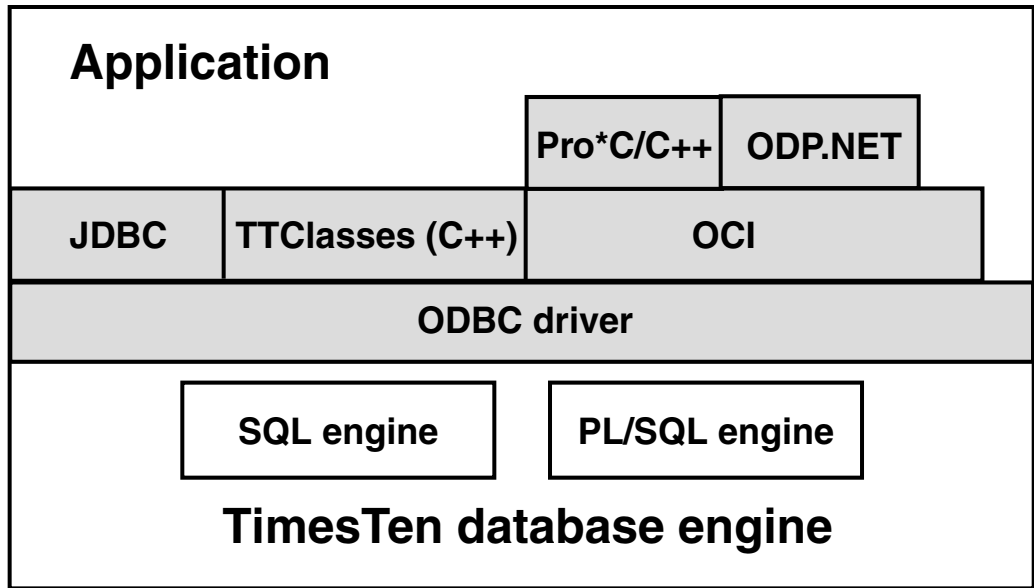 Application
Pro*C/C++
ODP.NET
JDBC
TTClasses (C++)
OCI
ODBC driver
SQL engine
PL/SQL engine
TimesTen database engine